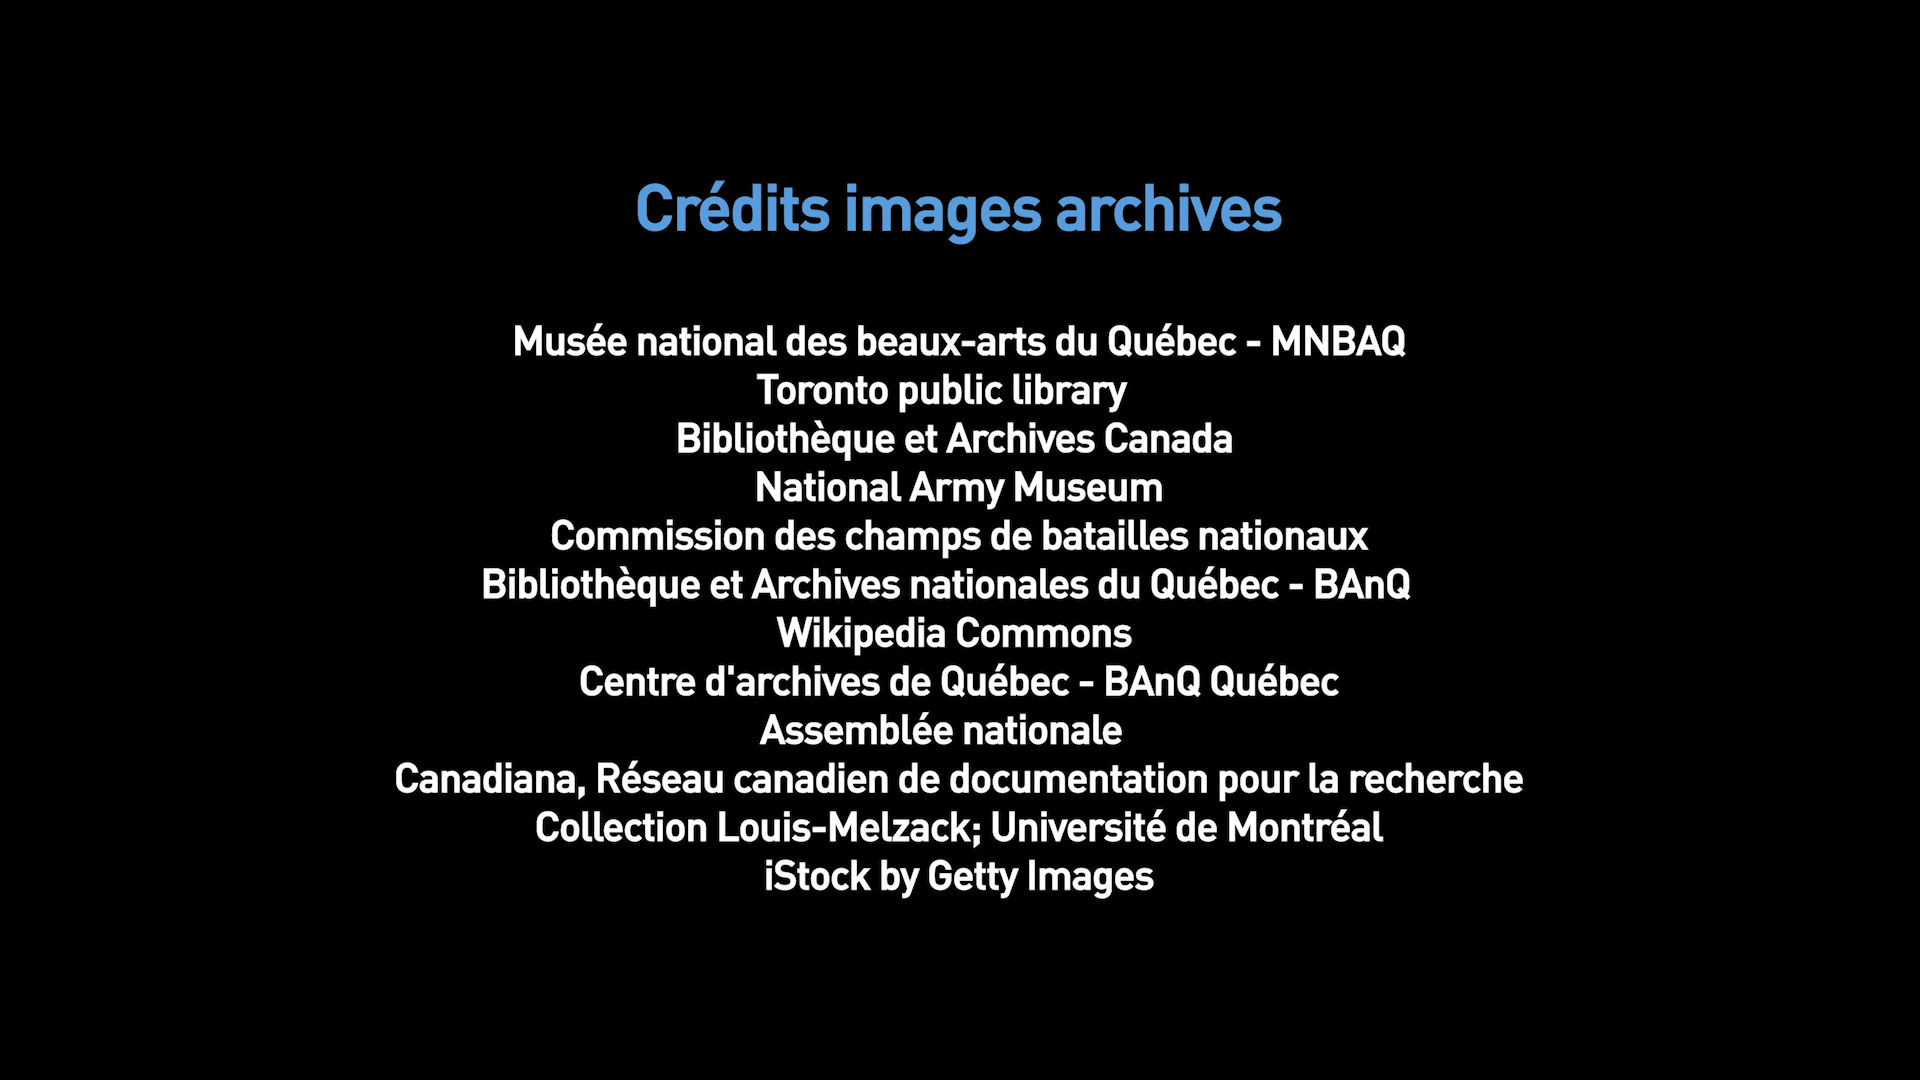 Crédits images archives
Musée national des beaux-arts du Québec - MNBAQ
Toronto public library
Bibliothèque et Archives Canada
National Army Museum
Commission des champs de batailles nationaux
Bibliothèque et Archives nationales du Québec - BAnQ
Wikipedia Commons
Centre d'archives de Québec - BAnQ Québec
Assemblée nationale
Canadiana, Réseau canadien de documentation pour la recherche
Collection Louis-Melzack; Université de Montréal
iStock by Getty Images